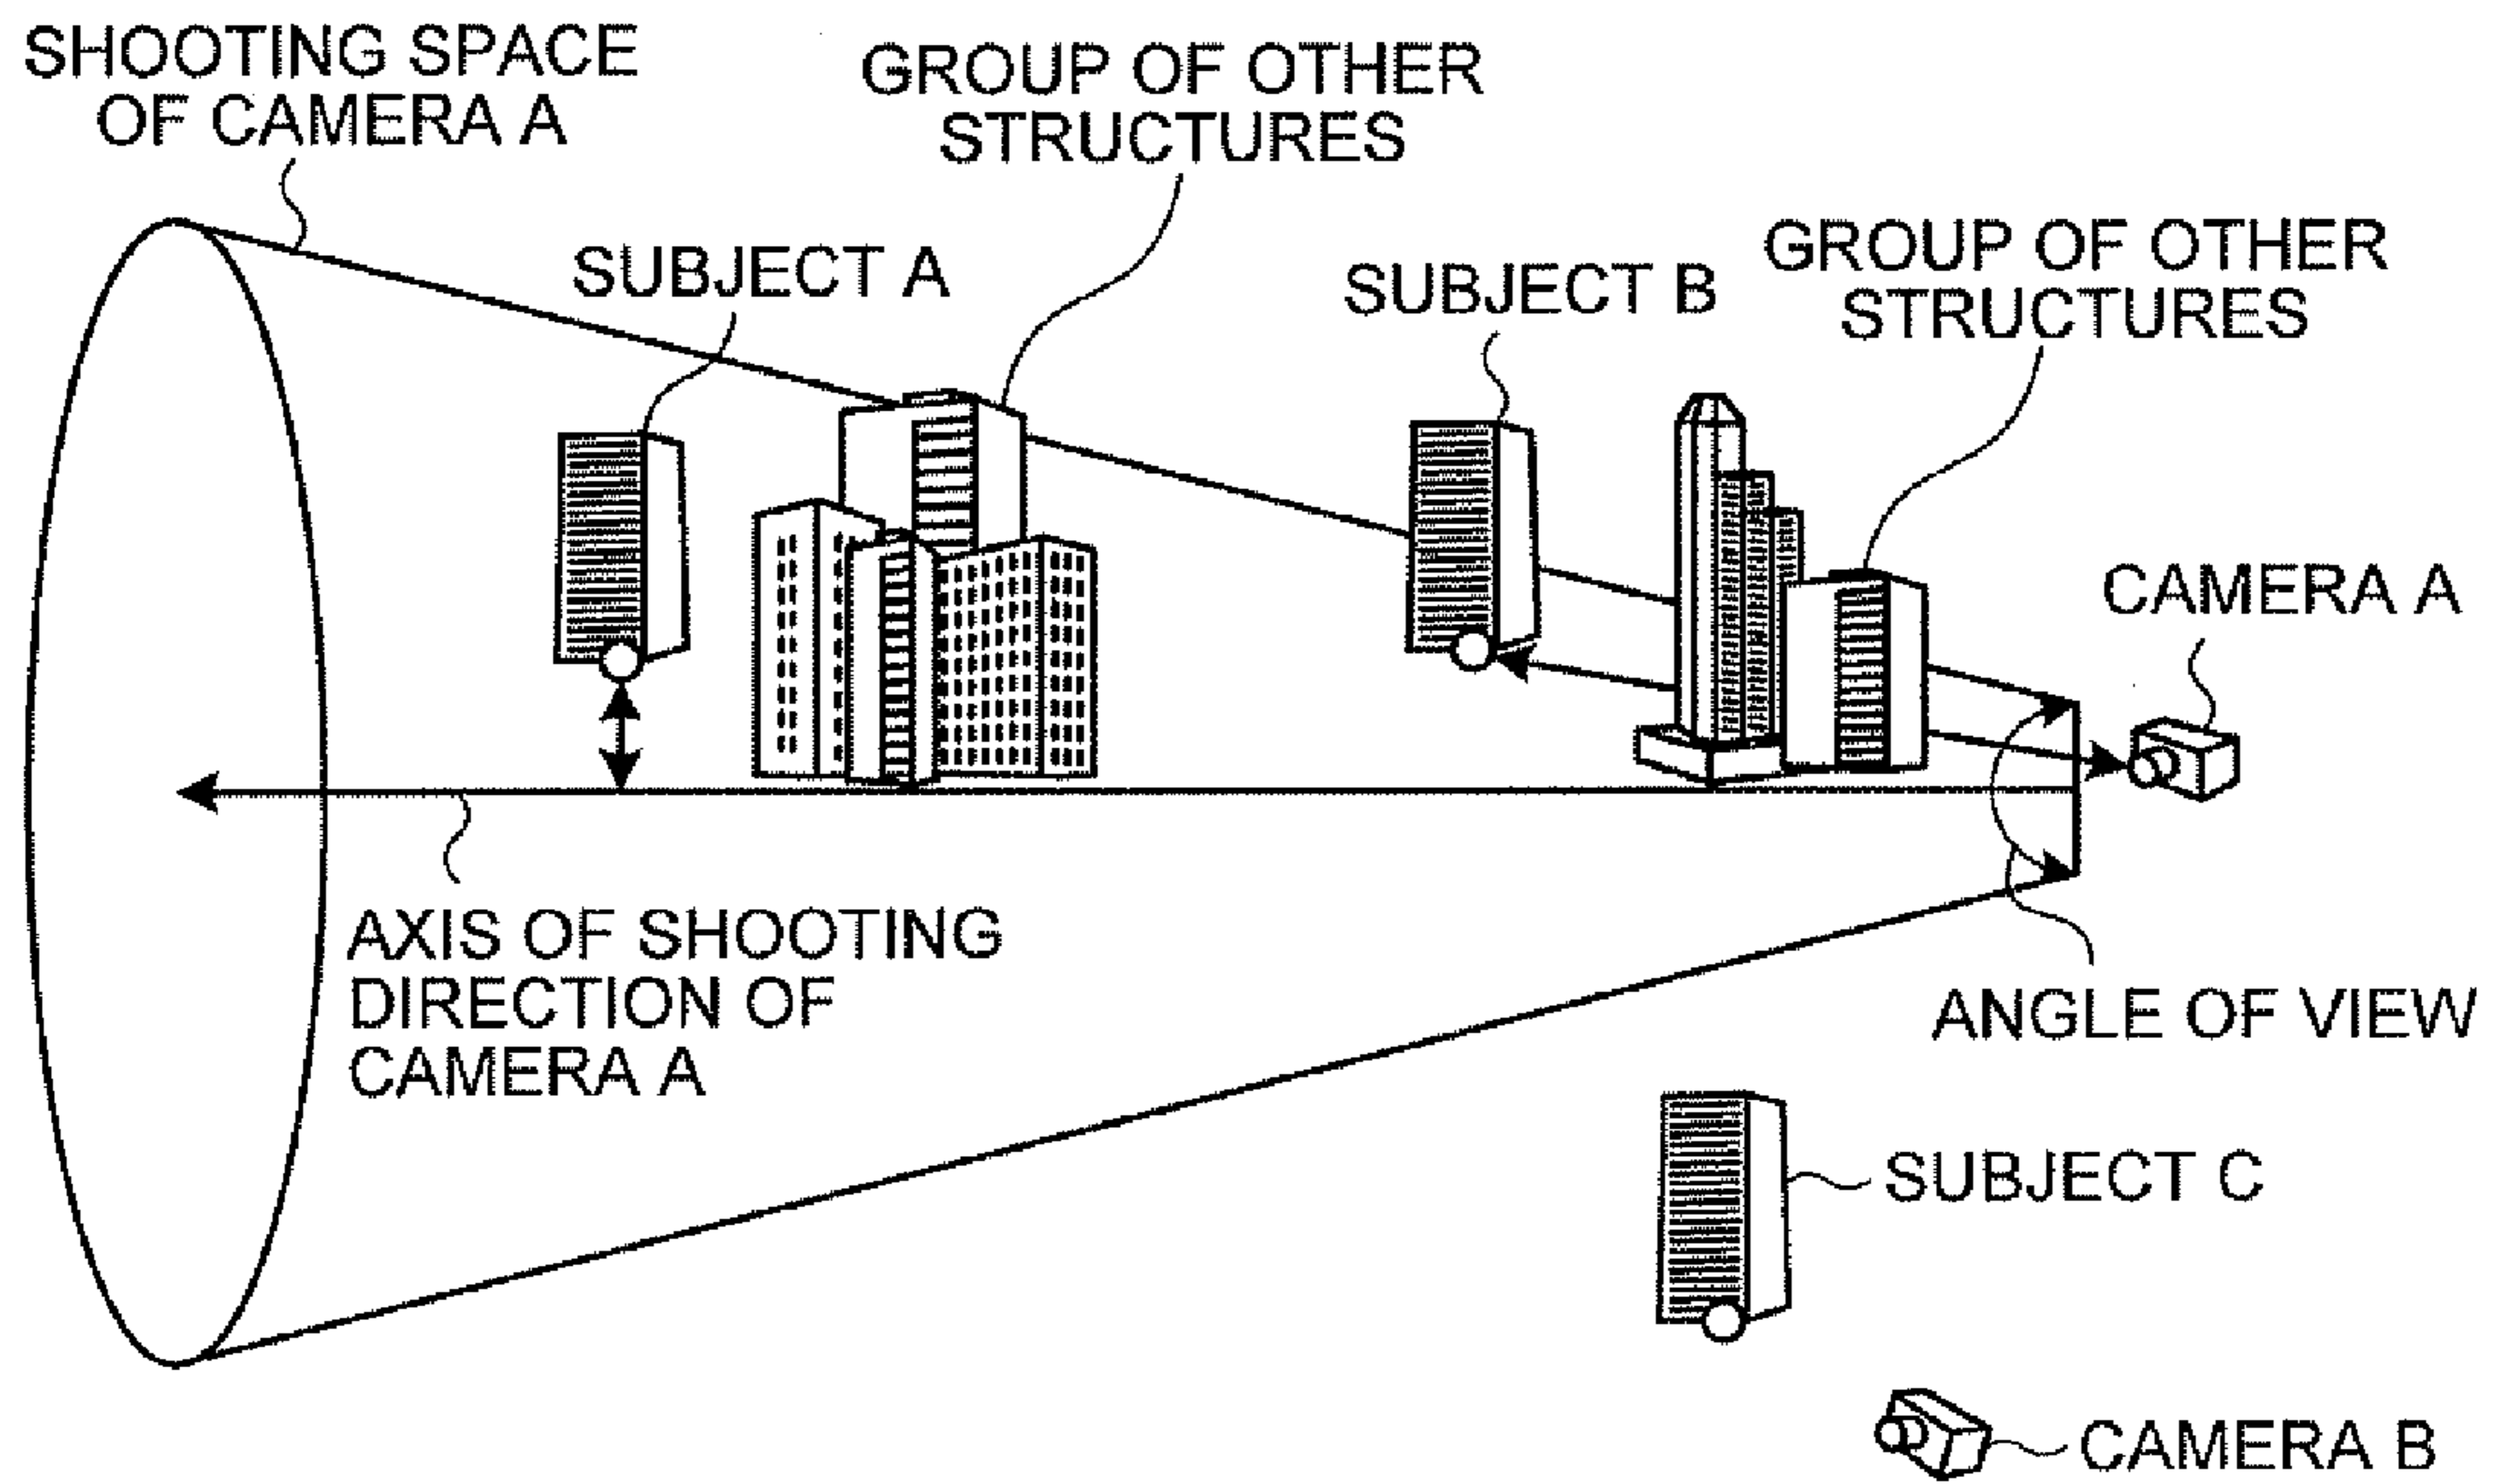 SHOOTING SPACE
OF CAMERA A
GROUP OF OTHER
STRUCTURES
SUBJECT A
SUBJECT B
GROUP OF OTHER
STRUCTURES
CAMERA A
AXIS OF SHOOTING
DIRECTION OF
CAMERA A
ANGLE OF VIEW
SUBJECT C
CAMERA B